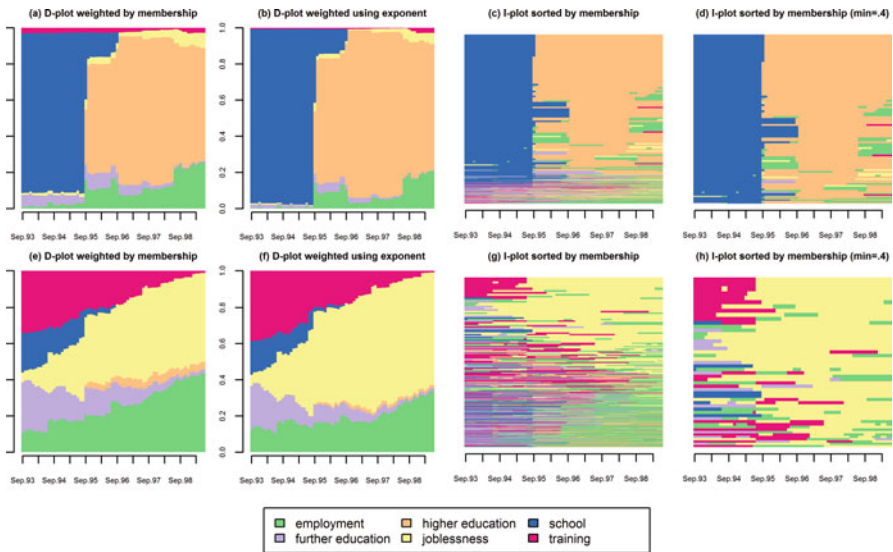 (a) D-plot weighted by membership
(b) D-plot weighted using exponent
(c) I-plot sorted by membership
(d) I-plot sorted by membership (min=.4)
1.0
0.8
0.6
0.4
0.2
0.0
Sep.93 Sep.94 Sep.95 Sep.96 Sep.97 Sep.98
Sep.93 Sep.94 Sep.95 Sep.96 Sep.97 Sep.98
Sep.93 Sep.94 Sep.95 Sep.96 Sep.97 Sep.98
Sep.93 Sep.94 Sep.95 Sep.96 Sep.97 Sep.98
(e) D-plot weighted by membership
(f) D-plot weighted using exponent
(g) I-plot sorted by membership
(h) I-plot sorted by membership (min=.4)
1.0
0.8
0.6
0.4
0.2
0.0
Sep.93 Sep.94 Sep.95 Sep.96 Sep.97 Sep.98
Sep.93 Sep.94 Sep.95 Sep.96 Sep.97 Sep.98
Sep.93 Sep.94 Sep.95 Sep.96 Sep.97 Sep.98
Sep.93 Sep.94 Sep.95 Sep.96 Sep.97 Sep.98
employment higher education school
further education joblessness training